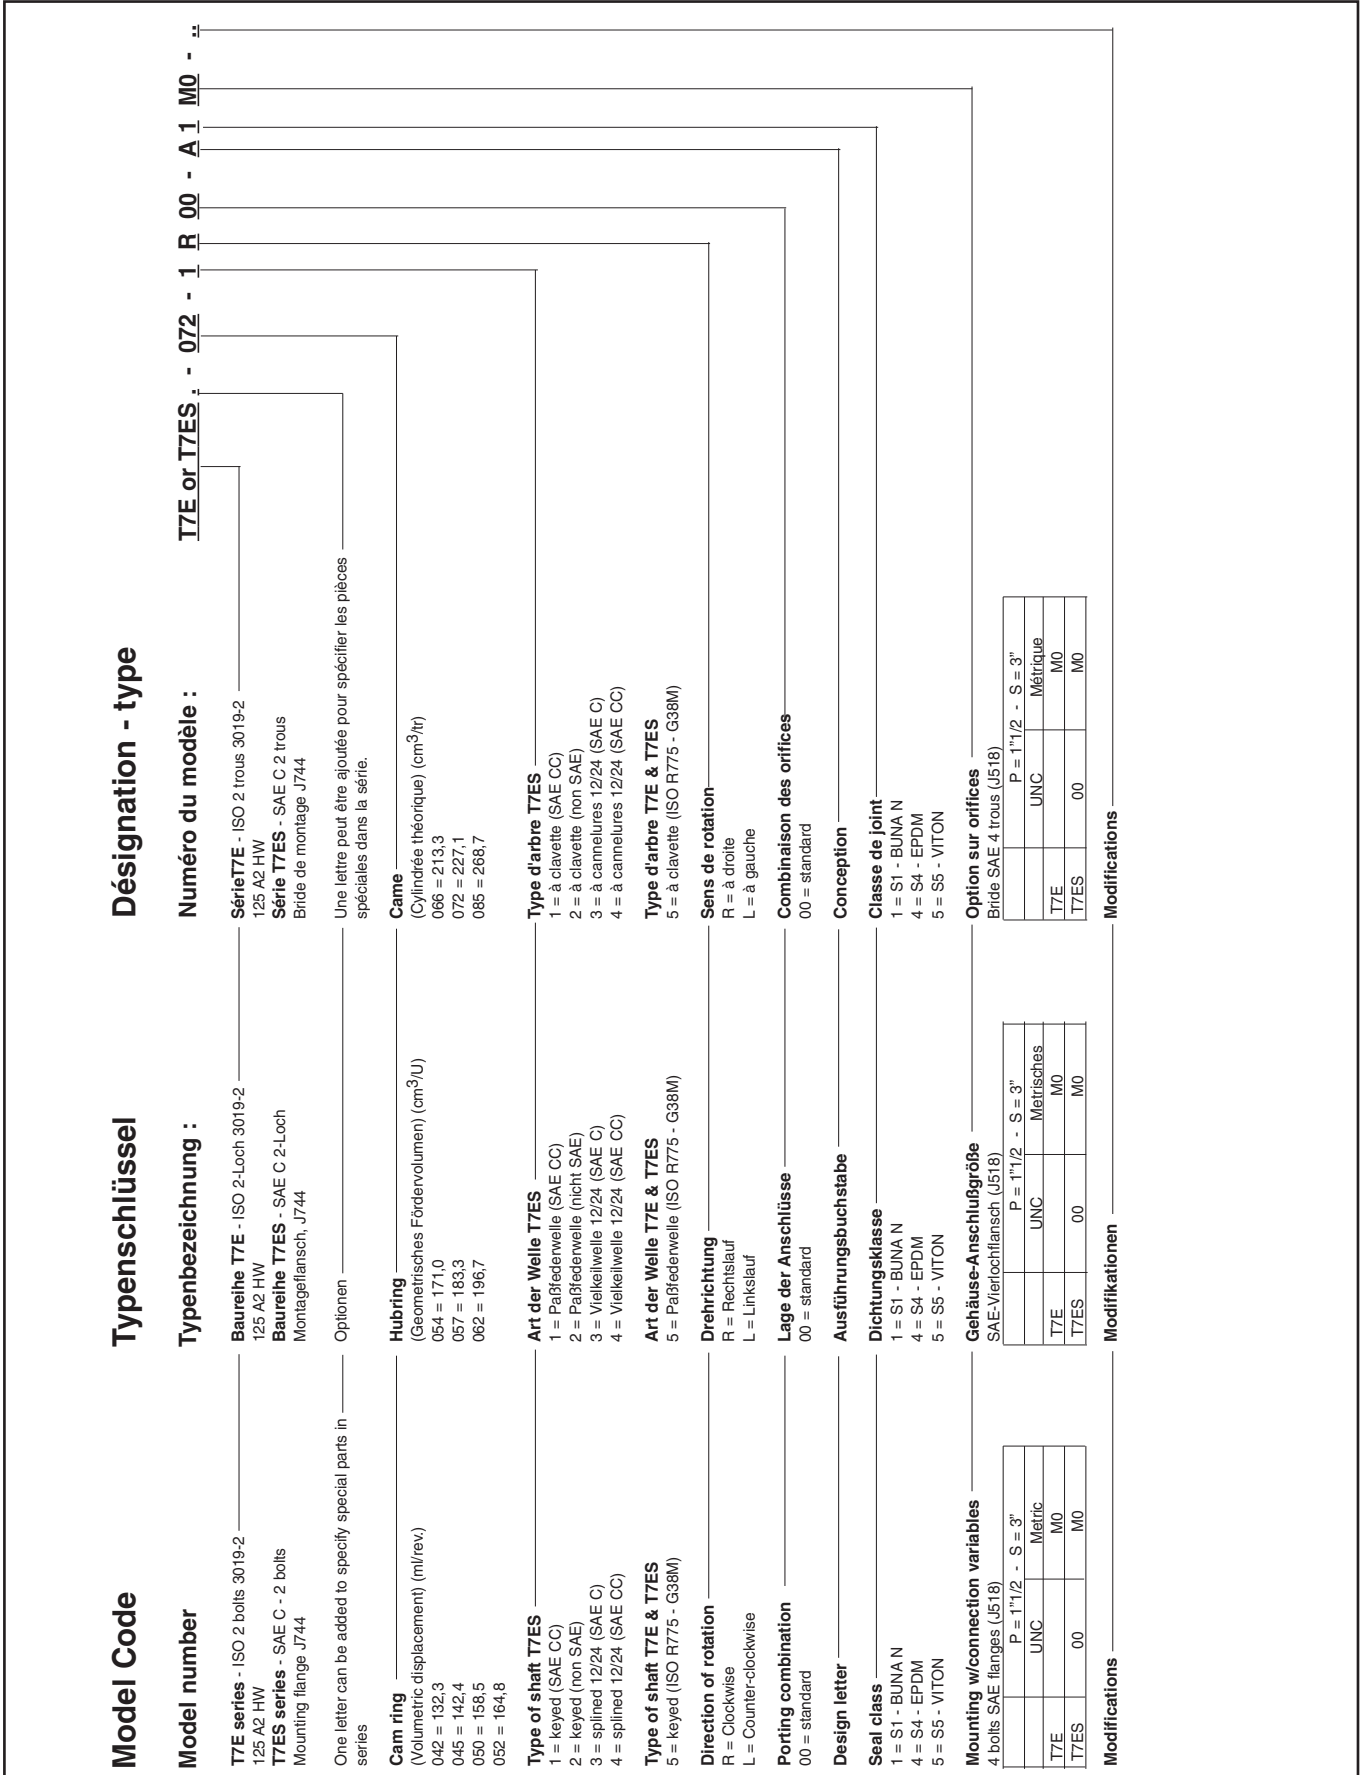 Model Code
Typenschlüssel
Désignation - type
Model number
Typenbezeichnung :
Numéro du modèle :
T7E or T7ES . - 072 - 1 R 00 - A 1 M0 - ..
T7E series - ISO 2 bolts 3019-2
125 A2 HW
T7ES series - SAE C - 2 bolts
Mounting flange J744
Baureihe T7E - ISO 2-Loch 3019-2
125 A2 HW
Baureihe T7ES - SAE C 2-Loch
Montageflansch, J744
SérieT7E - ISO 2 trous 3019-2
125 A2 HW
Série T7ES - SAE C 2 trous
Bride de montage J744
One letter can be added to specify special parts in
series
Optionen
Une lettre peut être ajoutée pour spécifier les pièces
spéciales dans la série.
Cam ring
(Volumetric displacement) (ml/rev.)
042 = 132,3
045 = 142,4
050 = 158,5
052 = 164,8
Hubring
(Geometrisches Fördervolumen) (cm3/U)
054 = 171,0
057 = 183,3
062 = 196,7
Came
(Cylindrée théorique) (cm3/tr)
066 = 213,3
072 = 227,1
085 = 268,7
Type of shaft T7ES
1 = keyed (SAE CC)
2 = keyed (non SAE)
3 = splined 12/24 (SAE C)
4 = splined 12/24 (SAE CC)
Art der Welle T7ES
1 = Paßfederwelle (SAE CC)
2 = Paßfederwelle (nicht SAE)
3 = Vielkeilwelle 12/24 (SAE C)
4 = Vielkeilwelle 12/24 (SAE CC)
Type d'arbre T7ES
1 = à clavette (SAE CC)
2 = à clavette (non SAE)
3 = à cannelures 12/24 (SAE C)
4 = à cannelures 12/24 (SAE CC)
Type of shaft T7E & T7ES
5 = keyed (ISO R775 - G38M)
Art der Welle T7E & T7ES
5 = Paßfederwelle (ISO R775 - G38M)
Type d'arbre T7E & T7ES
5 = à clavette (ISO R775 - G38M)
Direction of rotation
R = Clockwise
L = Counter-clockwise
Drehrichtung
R = Rechtslauf
L = Linkslauf
Sens de rotation
R = à droite
L = à gauche
Porting combination
00 = standard
Lage der Anschlüsse
00 = standard
Combinaison des orifices
00 = standard
Design letter
Ausführungsbuchstabe
Conception
Seal class
1 = S1 - BUNA N
4 = S4 - EPDM
5 = S5 - VITON
Dichtungsklasse
1 = S1 - BUNA N
4 = S4 - EPDM
5 = S5 - VITON
Classe de joint
1 = S1 - BUNA N
4 = S4 - EPDM
5 = S5 - VITON
Mounting w/connection variables
4 bolts SAE flanges (J518)
P = 1"1/2 - S = 3"
UNC Metric
T7E M0
T7ES 00 M0
Gehäuse-Anschlußgröße
SAE-Vierlochflansch (J518)
P = 1"1/2 - S = 3"
UNC Metrisches
T7E M0
T7ES 00 M0
Option sur orifices
Bride SAE 4 trous (J518)
P = 1"1/2 - S = 3"
UNC Métrique
T7E M0
T7ES 00 M0
Modifications
Modifikationen
Modifications